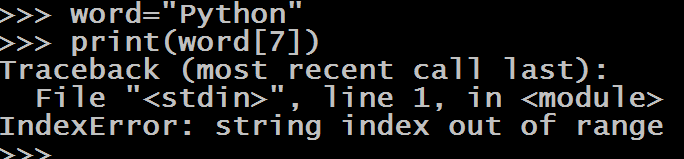 >>> word="Python"
>>> print(word[7])
Traceback (most recent call last):
  File "<stdin>", line 1, in <module>
IndexError: string index out of range
>>>